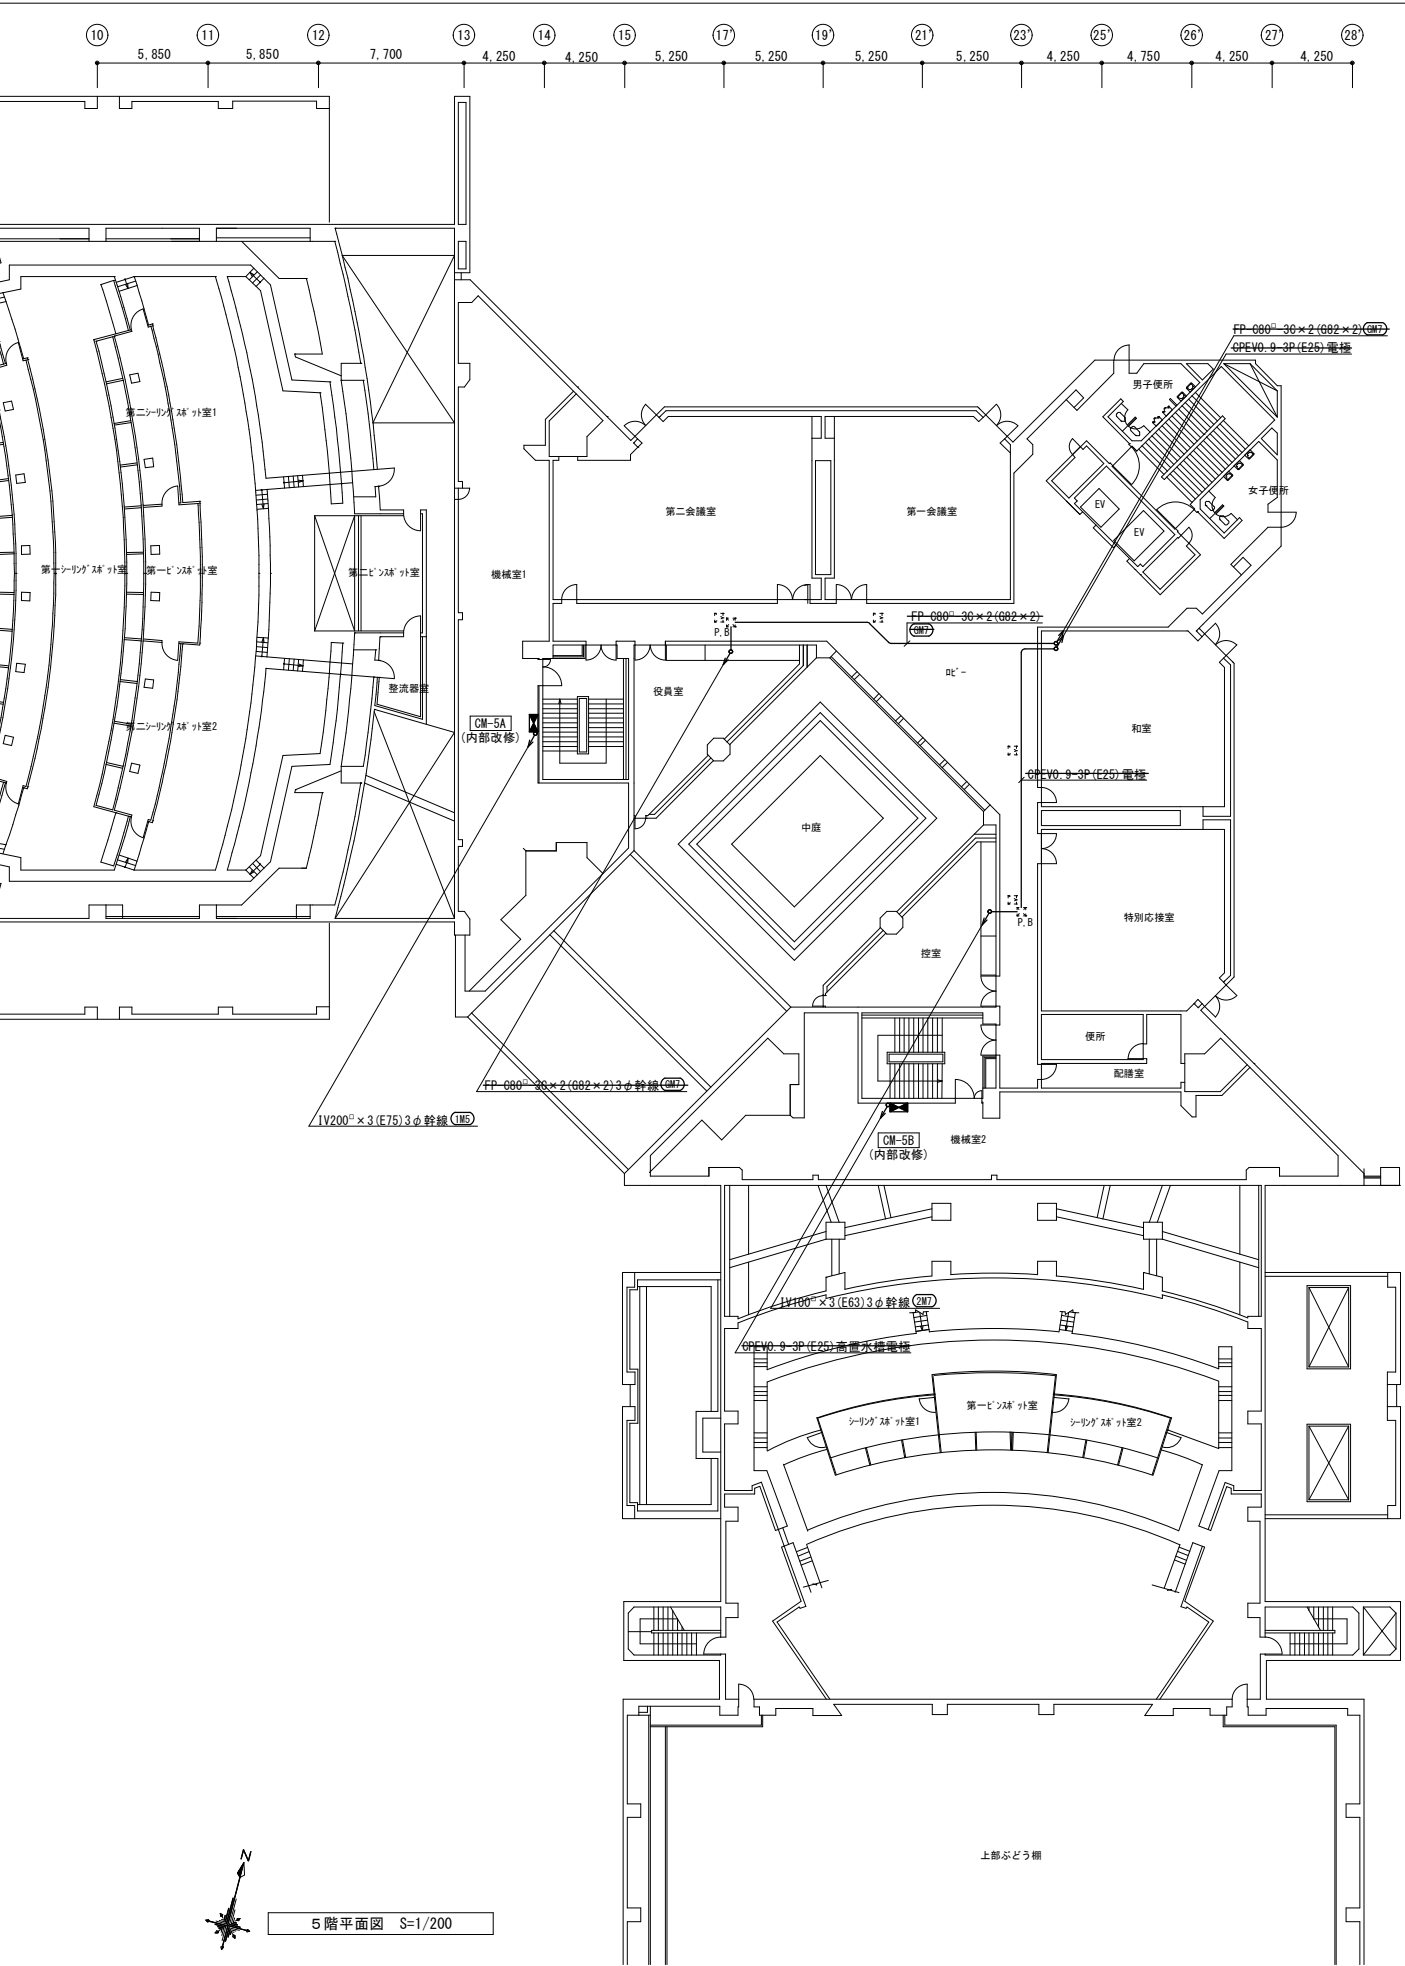 10 11 12 13 14 15 17' 19' 21' 23' 25' 26' 27' 28'
5,850 5,850 7,700 4,250 4,250 5,250 5,250 5,250 5,250 4,250 4,750 4,250 4,250
FP-C80□-3C×2(G82×2) GM7
CPEV0.9-3P(E25)電極
男子便所
女子便所
EV
EV
第二シーリングスポット室1
第二会議室
第一会議室
第一シーリングスポット室
第一ピンスポット室
第二ピンスポット室
機械室1
FP-C80□-3C×2(G82×2)
GM7
P.B
ロビー
整流器室
役員室
CM-5A
(内部改修)
第二シーリングスポット室2
和室
CPEV0.9-3P(E25)電極
中庭
特別応接室
P.B
控室
便所
配膳室
FP-C80□-3C×2(G82×2)3φ幹線 GM7
IV200□×3(E75)3φ幹線 1M5
CM-5B
(内部改修)
機械室2
IV100□×3(E63)3φ幹線 2M7
CPEV0.9-3P(E25)高置水槽電極
第一ピンスポット室
シーリングスポット室1
シーリングスポット室2
上部ぶどう棚
N
5階平面図 S=1/200